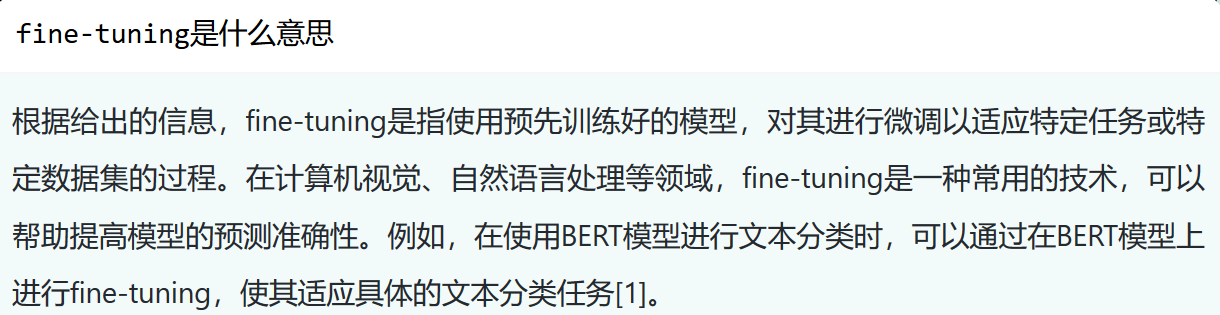 fine-tuning是什么意思
根据给出的信息，fine-tuning是指使用预先训练好的模型，对其进行微调以适应特定任务或特
定数据集的过程。在计算机视觉、自然语言处理等领域，fine-tuning是一种常用的技术，可以
帮助提高模型的预测准确性。例如，在使用BERT模型进行文本分类时，可以通过在BERT模型上
进行fine-tuning，使其适应具体的文本分类任务[1]。